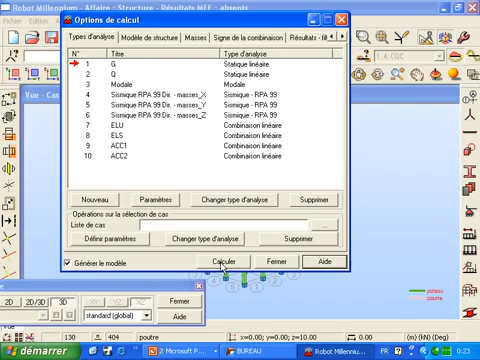 Robot Millennium - Affaire : Structure - Résultats MEF : absents
Fichier
Edition
Options de calcul
Types d'analyse
Modèle de structure
Masses
Signe de la combinaison
Résultats - fil
N° Titre Type d'analyse
1 G Statique linéaire
2 Q Statique linéaire
3 Modale Modale
4 Sismique RPA 99 Dir. - masses_X Sismique - RPA 99
5 Sismique RPA 99 Dir. - masses_Y Sismique - RPA 99
6 Sismique RPA 99 Dir. - masses_Z Sismique - RPA 99
7 ELU Combinaison linéaire
8 ELS Combinaison linéaire
9 ACC1 Combinaison linéaire
10 ACC2 Combinaison linéaire
Nouveau
Paramètres
Changer type d'analyse
Supprimer
Opérations sur la sélection de cas
Liste de cas
...
Définir paramètres
Changer type d'analyse
Supprimer
Générer le modèle
Calculer
Fermer
Aide
1:4.CQC
Vue - Cas
2D
2D/3D
3D
XY
XZ
YZ
Fermer
standard (global)
Aide
poteau
poutre
Vue
130
404
poutre
x=0.00; y=0.00; z=10.00
0.00
(m) (kN) (Deg)
démarrer
2 Microsoft P...
BUREAU
Robot Millenniu...
FR
0:23